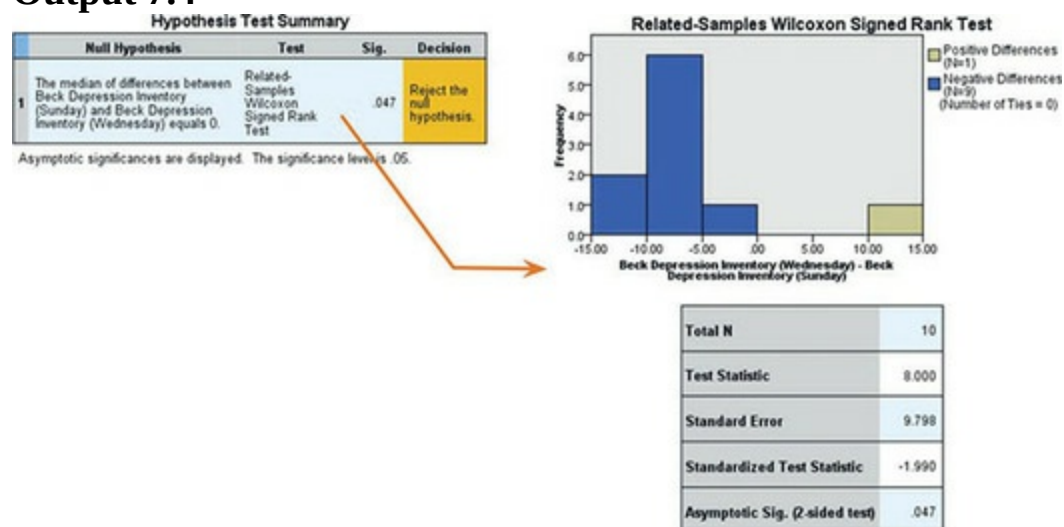 Output 7.4
Hypothesis Test Summary
Null Hypothesis Test Sig. Decision
1 The median of differences between Beck Depression Inventory (Sunday) and Beck Depression Inventory (Wednesday) equals 0. Related-Samples Wilcoxon Signed Rank Test .047 Reject the null hypothesis.
Asymptotic significances are displayed. The significance level is .05.
Related-Samples Wilcoxon Signed Rank Test
Positive Differences
(N=1)
Negative Differences
(N=9)
(Number of Ties = 0)
Frequency
6.0
5.0
4.0
3.0
2.0
1.0
0.0
-15.00 -10.00 -5.00 .00 5.00 10.00 15.00
Beck Depression Inventory (Wednesday) - Beck
Depression Inventory (Sunday)
Total N 10
Test Statistic 8.000
Standard Error 9.798
Standardized Test Statistic -1.990
Asymptotic Sig. (2-sided test) .047